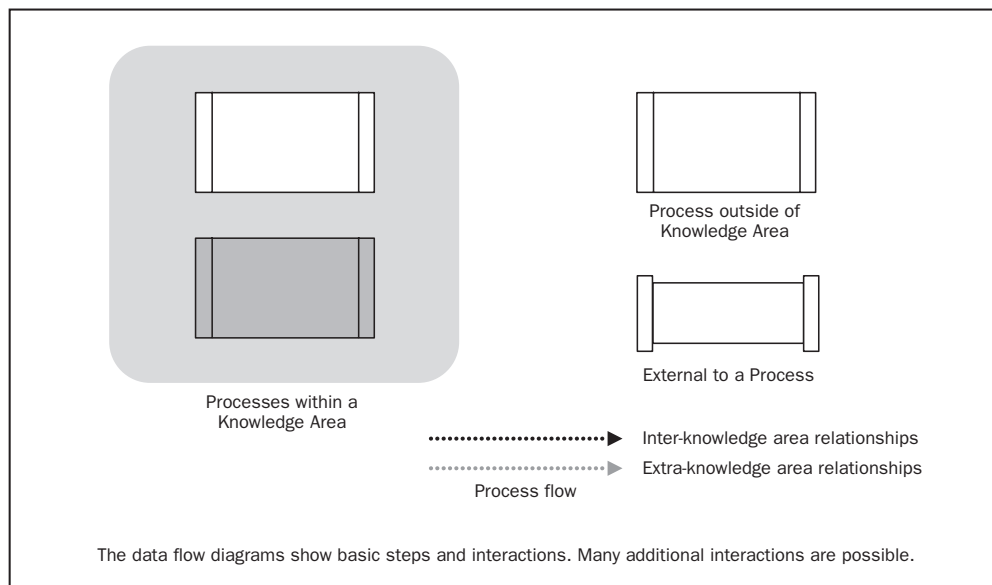 Process outside of
Knowledge Area
External to a Process
Processes within a
Knowledge Area
Inter-knowledge area relationships
Extra-knowledge area relationships
Process flow
The data flow diagrams show basic steps and interactions. Many additional interactions are possible.